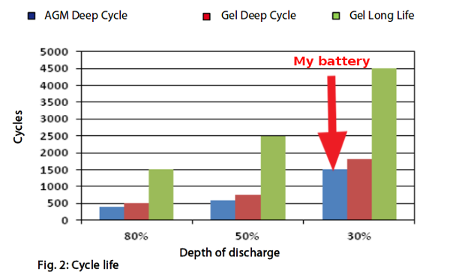 AGM Deep Cycle Gel Deep Cycle Gel Long Life
My battery
5000
4500
4000
3500
3000
2500
2000
1500
1000
500
0
Cycles
80% 50% 30%
Depth of discharge
Fig. 2: Cycle life